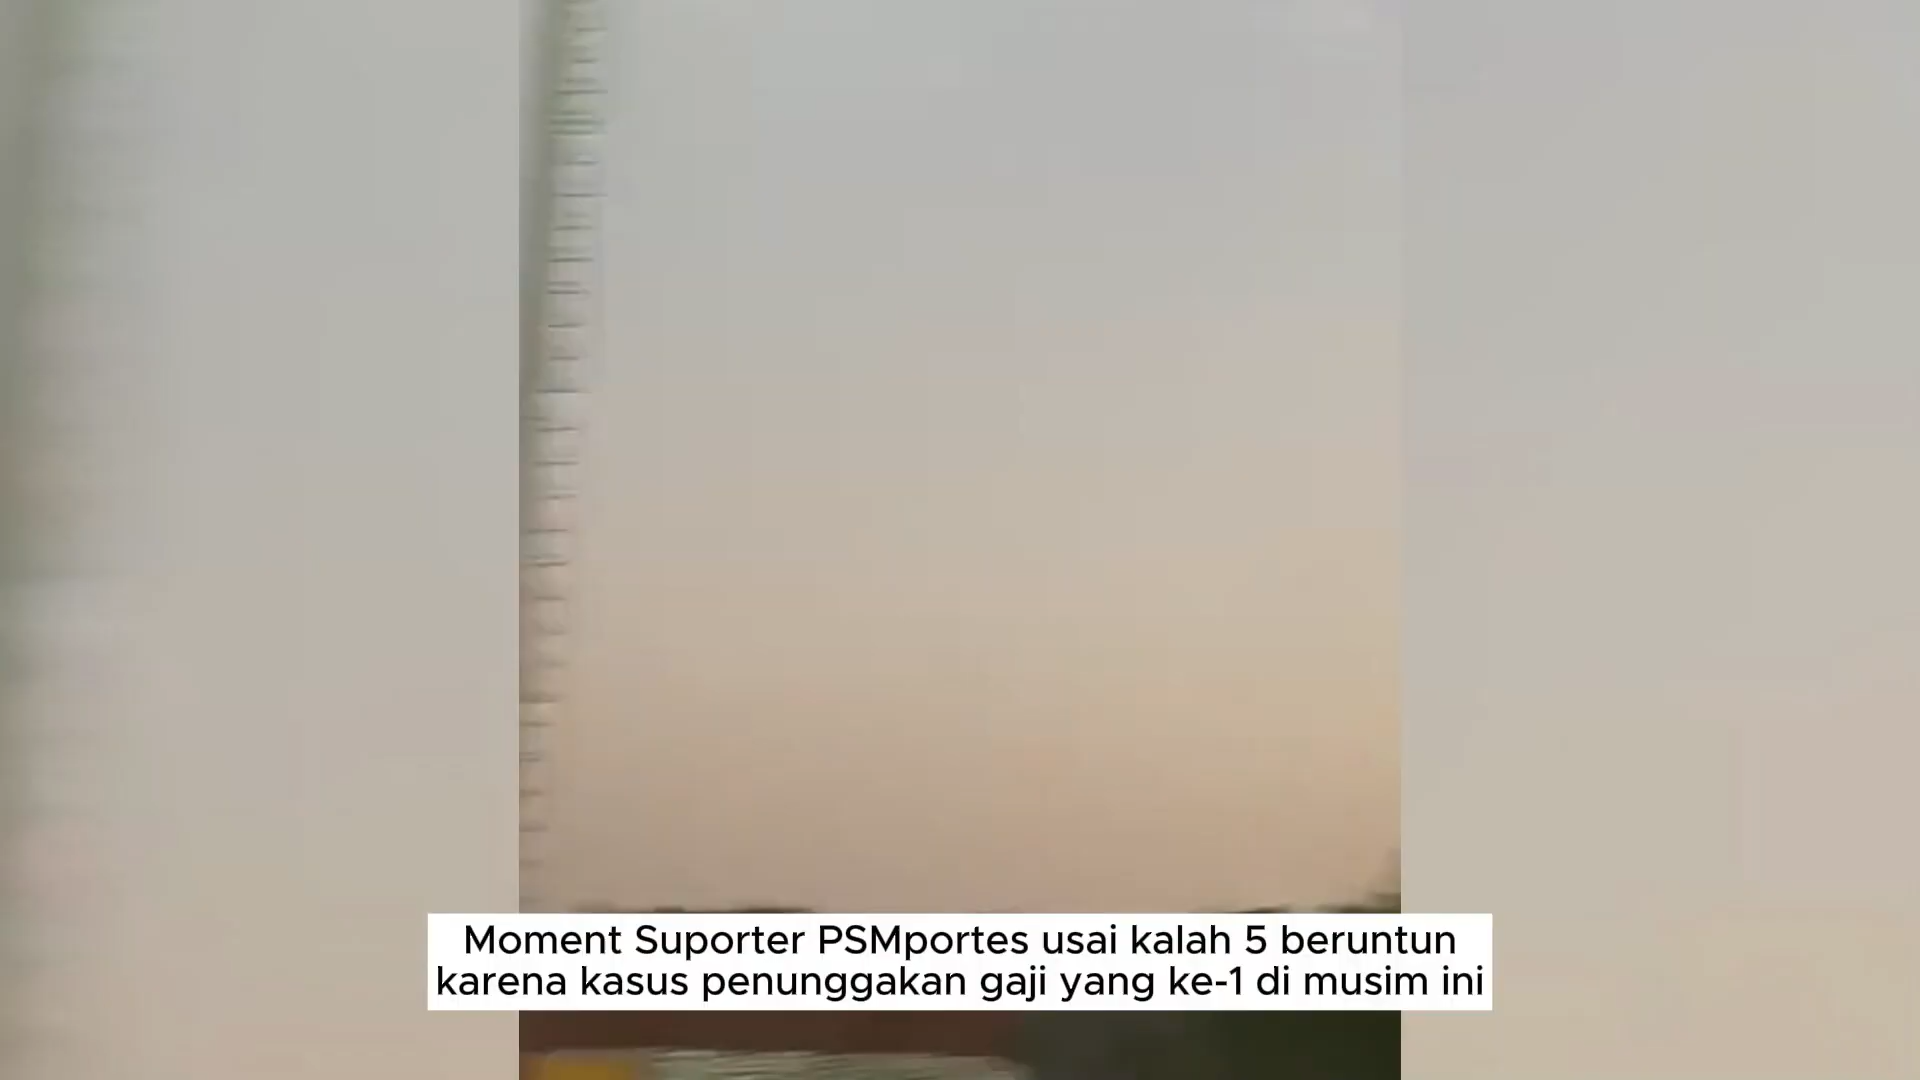 Moment Suporter PSMportes usai kalah 5 beruntun
karena kasus penunggakan gaji yang ke-1 di musim ini